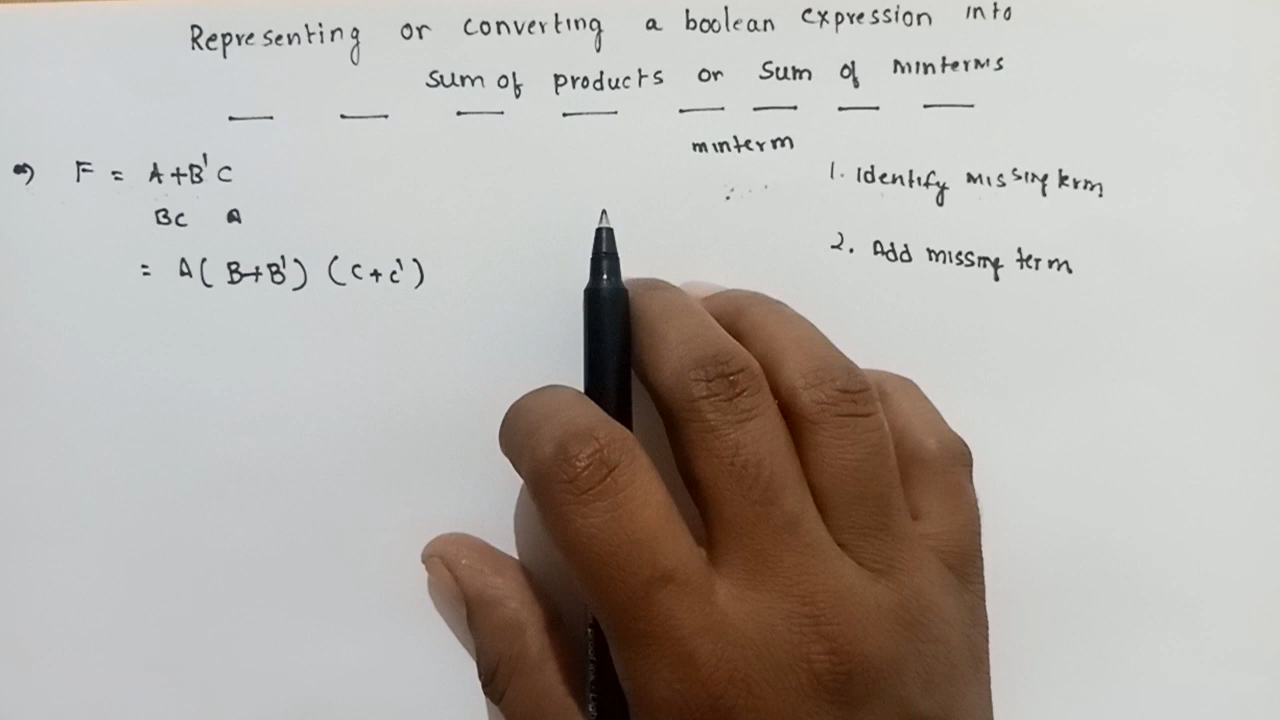 Representing or converting a boolean expression into
sum of products or sum of minterms
minterm
⇒ F = A+B'C
BC A
= A(B+B') (C+C')
1. Identify missing term
2. Add missing term